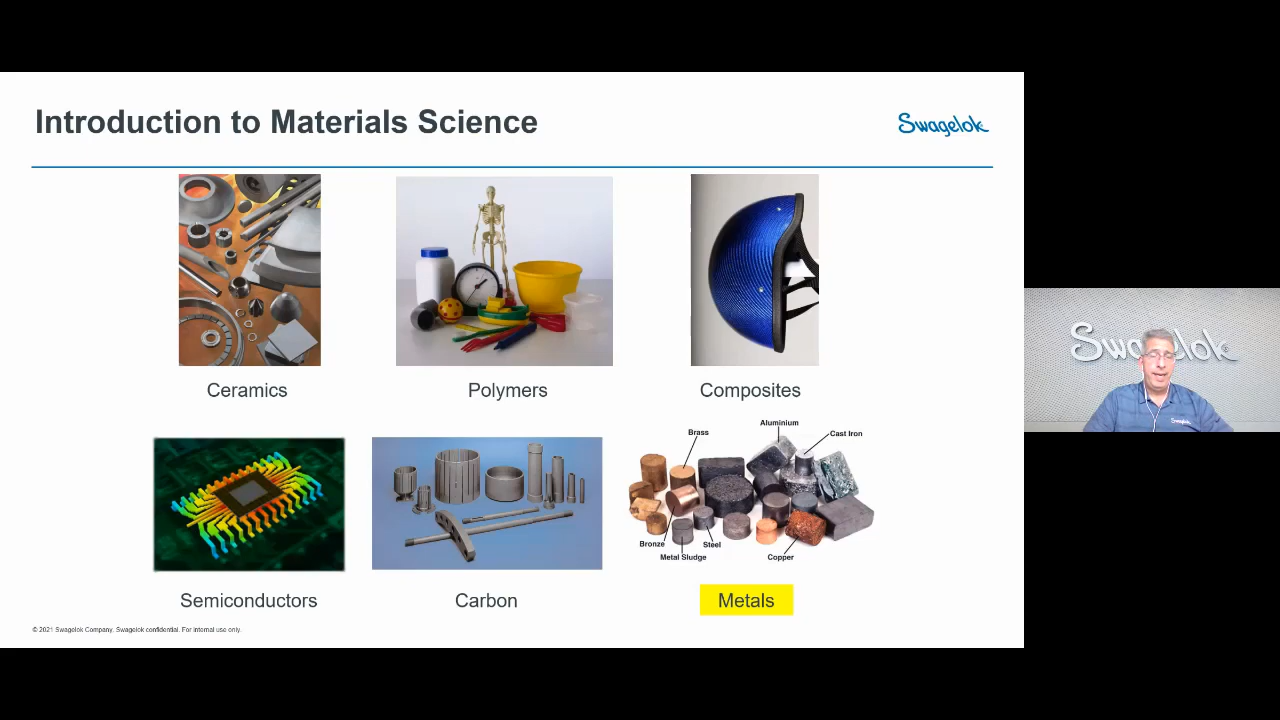 Introduction to Materials Science
Swagelok
Ceramics
Polymers
Composites
Brass
Aluminium
Cast Iron
Bronze
Metal Sludge
Steel
Copper
Semiconductors
Carbon
Metals
© 2021 Swagelok Company. Swagelok confidential. For internal use only.
Swagelok
Swagelok